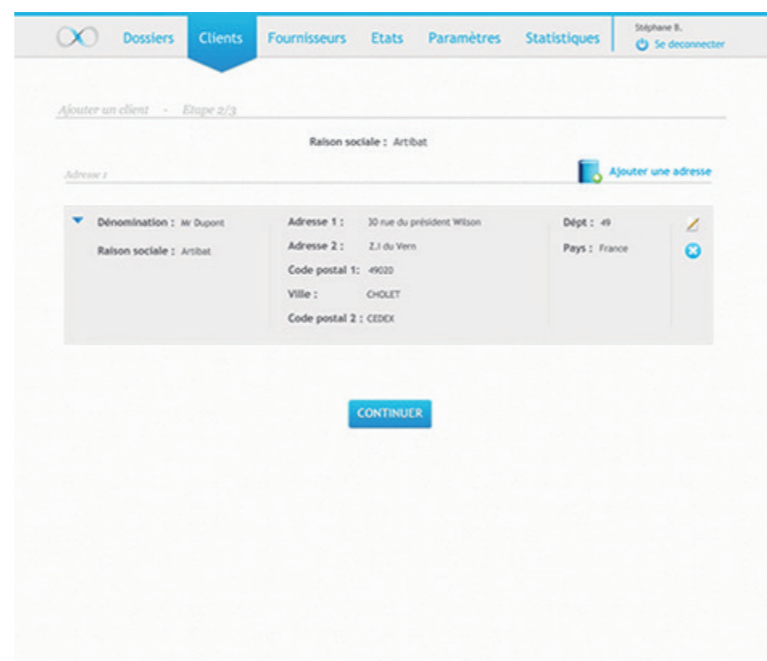 Dossiers Clients Fournisseurs Etats Paramètres Statistiques
Stéphane B.
Se deconnecter
Ajouter un client - Etape 2/3
Raison sociale : Artibat
Adresse 1
Ajouter une adresse
Dénomination : Mr Dupont
Raison sociale : Artibat
Adresse 1 : 30 rue du président Wilson
Adresse 2 : Z.I du Vern
Code postal 1: 49020
Ville : CHOLET
Code postal 2 : CEDEX
Dépt : 49
Pays : France
CONTINUER